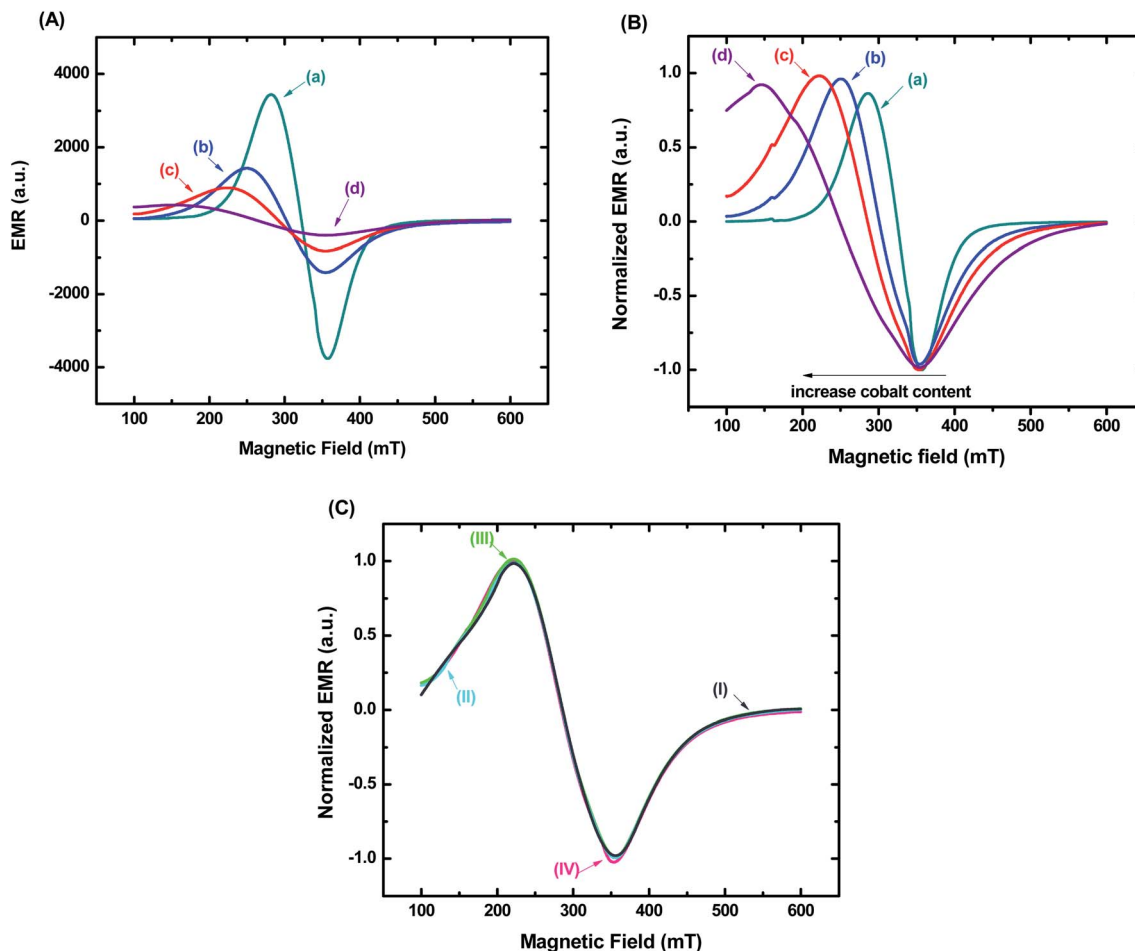 (A)
4000
2000
0
-2000
-4000
EMR (a.u.)
(a)
(b)
(c)
(d)
100 200 300 400 500 600
Magnetic Field (mT)
(B)
1.0
0.5
0.0
-0.5
-1.0
Normalized EMR (a.u.)
(d)
(c)
(b)
(a)
increase cobalt content
100 200 300 400 500 600
Magnetic field (mT)
(C)
1.0
0.5
0.0
-0.5
-1.0
Normalized EMR (a.u.)
(III)
(II)
(I)
(IV)
100 200 300 400 500 600
Magnetic Field (mT)